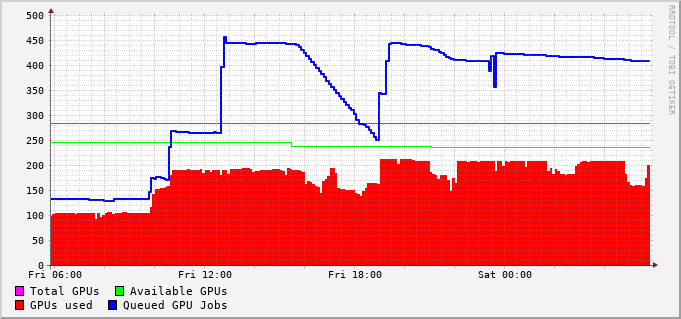 500
450
400
350
300
250
200
150
100
50
0
Fri 06:00 Fri 12:00 Fri 18:00 Sat 00:00
Total GPUs Available GPUs
GPUs used Queued GPU Jobs
RRDTOOL / TOBI OETIKER